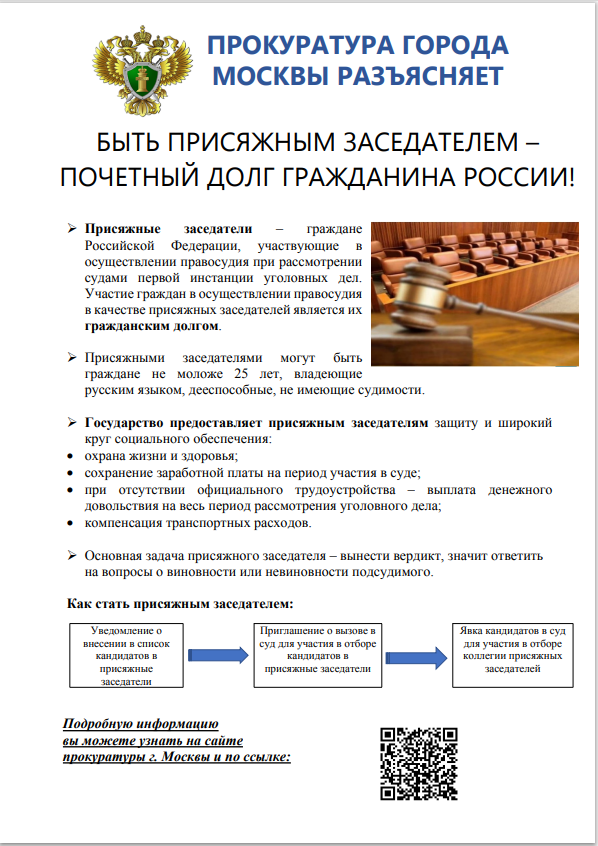 ПРОКУРАТУРА ГОРОДА
МОСКВЫ РАЗЪЯСНЯЕТ
БЫТЬ ПРИСЯЖНЫМ ЗАСЕДАТЕЛЕМ –
ПОЧЕТНЫЙ ДОЛГ ГРАЖДАНИНА РОССИИ!
➢ Присяжные заседатели – граждане
Российской Федерации, участвующие в
осуществлении правосудия при рассмотрении
судами первой инстанции уголовных дел.
Участие граждан в осуществлении правосудия
в качестве присяжных заседателей является их
гражданским долгом.
➢ Присяжными заседателями могут быть
граждане не моложе 25 лет, владеющие
русским языком, дееспособные, не имеющие судимости.
➢ Государство предоставляет присяжным заседателям защиту и широкий
круг социального обеспечения:
• охрана жизни и здоровья;
• сохранение заработной платы на период участия в суде;
• при отсутствии официального трудоустройства – выплата денежного
довольствия на весь период рассмотрения уголовного дела;
• компенсация транспортных расходов.
➢ Основная задача присяжного заседателя – вынести вердикт, значит ответить
на вопросы о виновности или невиновности подсудимого.
Как стать присяжным заседателем:
Уведомление о
внесении в список
кандидатов в
присяжные
заседатели
Приглашение о вызове в
суд для участия в отборе
кандидатов в
присяжные заседатели
Явка кандидатов в суд
для участия в отборе
коллегии присяжных
заседателей
Подробную информацию
вы можете узнать на сайте
прокуратуры г. Москвы и по ссылке: